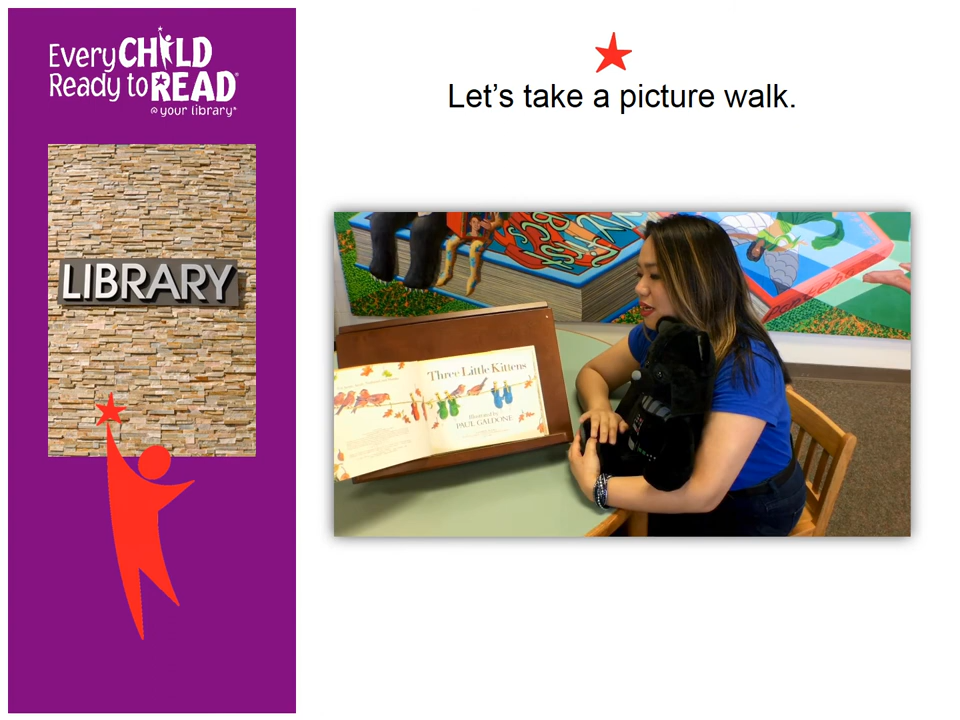 Every CHILD
Ready to READ®
@ your library®
LIBRARY
Let's take a picture walk.
ABCs
Three Little Kittens
Illustrated by
PAUL GALDONE